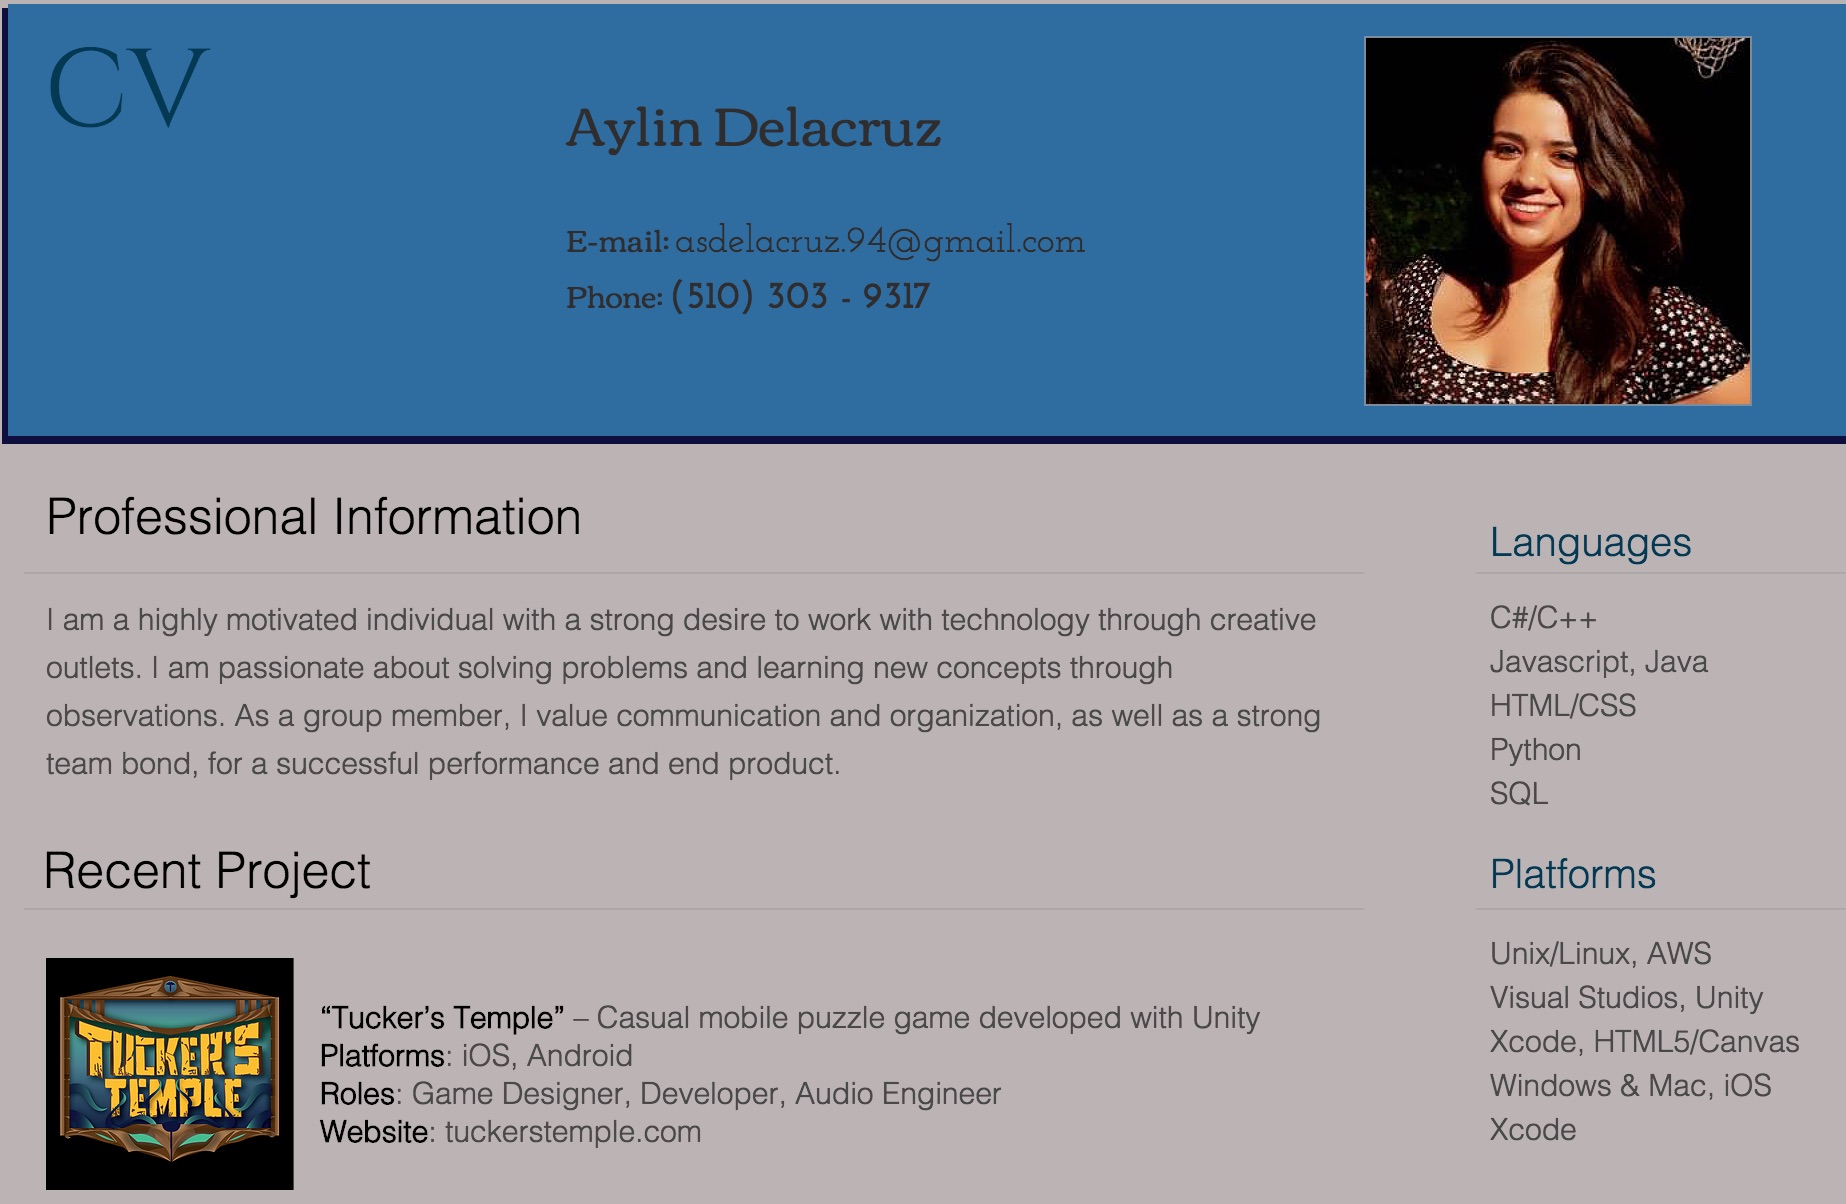 CV
Aylin Delacruz
E-mail: asdelacruz.94@gmail.com
Phone: (510) 303 - 9317
Professional Information
I am a highly motivated individual with a strong desire to work with technology through creative
outlets. I am passionate about solving problems and learning new concepts through
observations. As a group member, I value communication and organization, as well as a strong
team bond, for a successful performance and end product.
Recent Project
TUCKER'S
TEMPLE
“Tucker’s Temple” – Casual mobile puzzle game developed with Unity
Platforms: iOS, Android
Roles: Game Designer, Developer, Audio Engineer
Website: tuckerstemple.com
Languages
C#/C++
Javascript, Java
HTML/CSS
Python
SQL
Platforms
Unix/Linux, AWS
Visual Studios, Unity
Xcode, HTML5/Canvas
Windows & Mac, iOS
Xcode